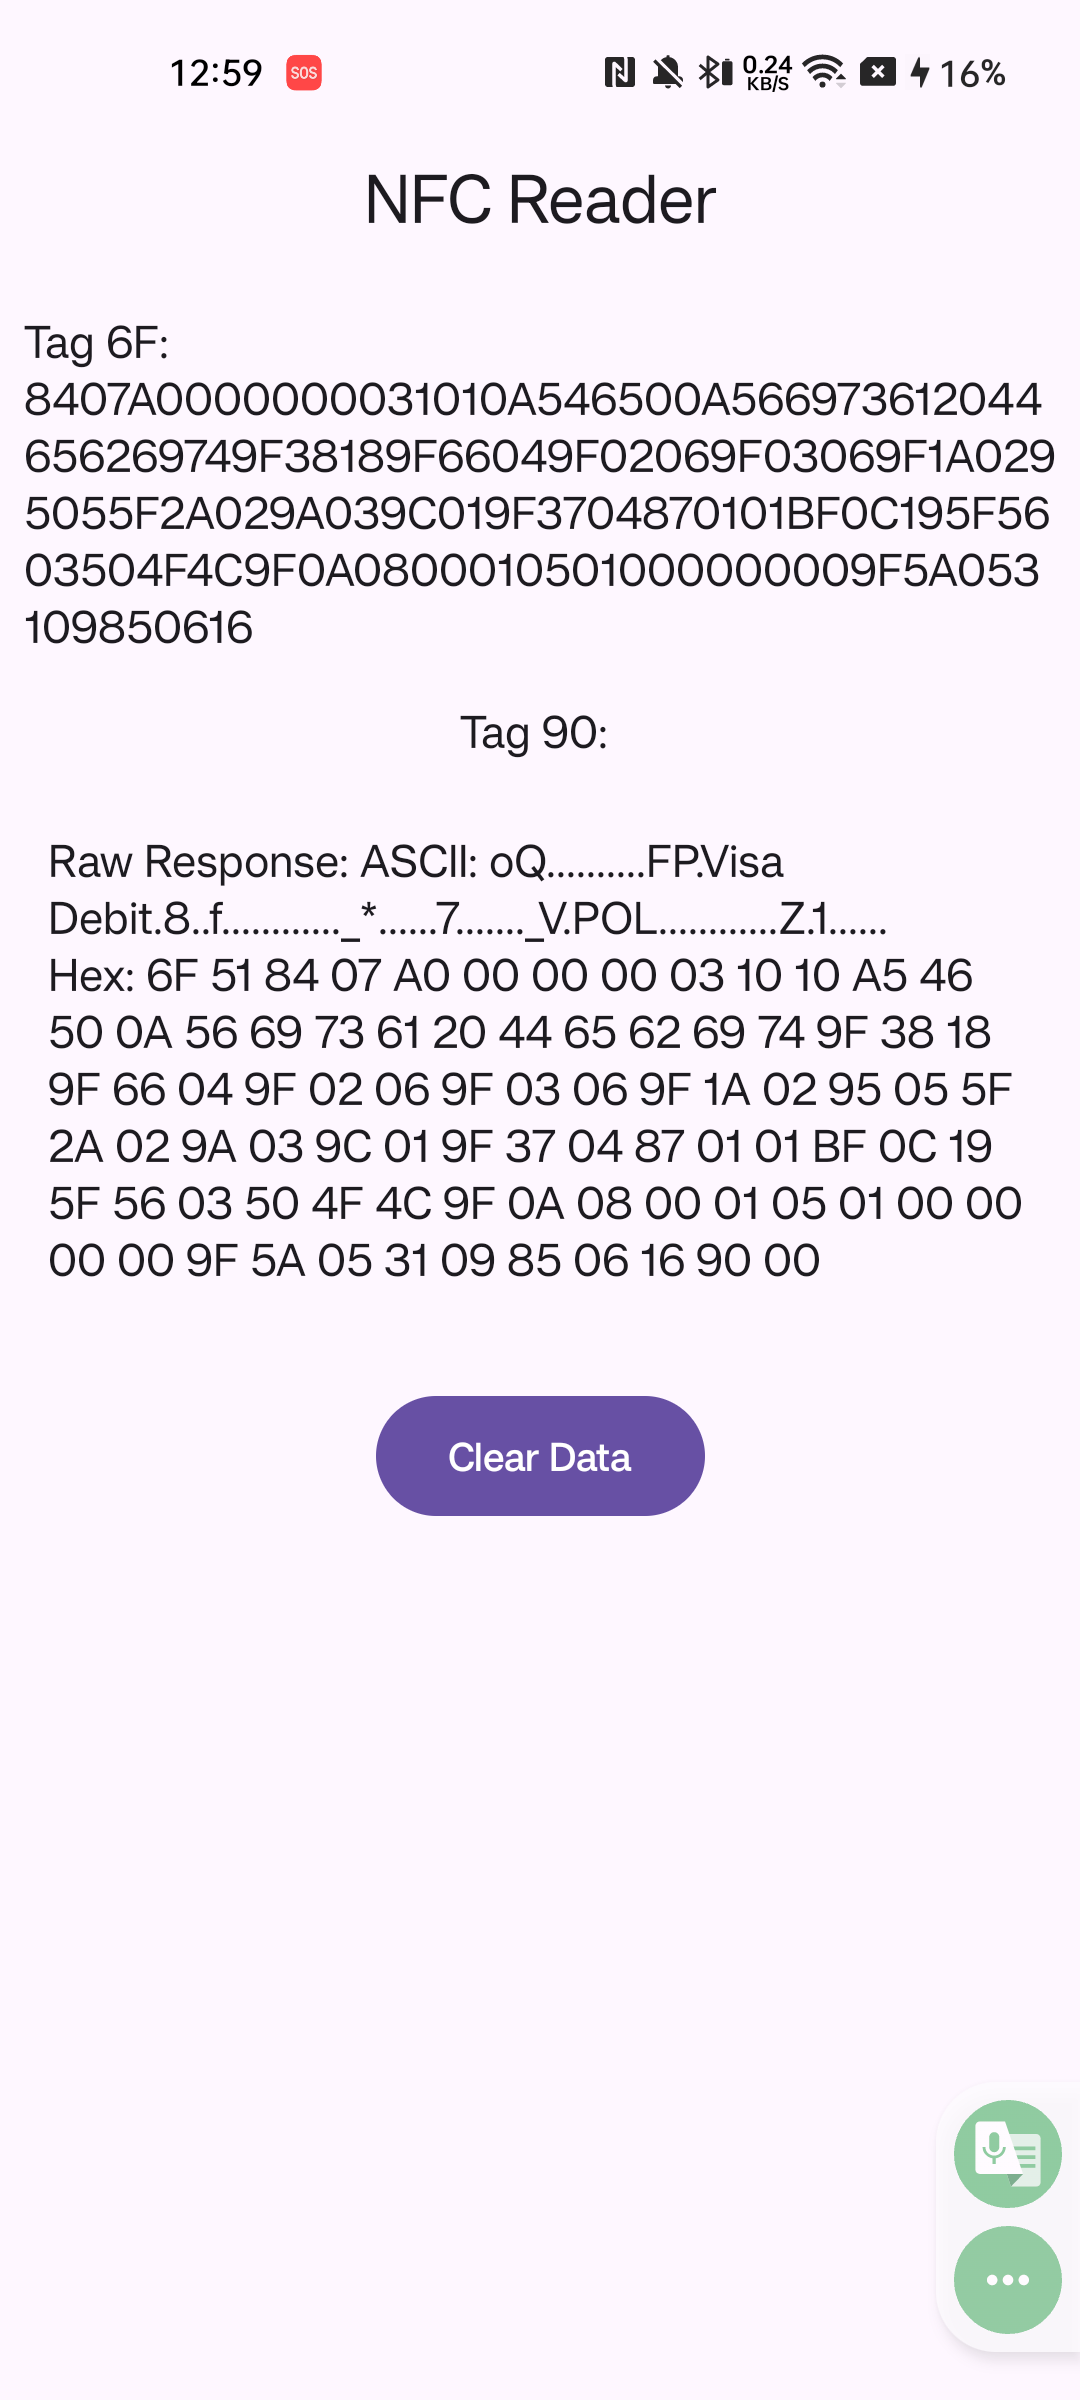 12:59 SOS 0.24 KB/S 16%
NFC Reader
Tag 6F:
8407A0000000031010A546500A566973612044
656269749F38189F66049F02069F03069F1A029
5055F2A029A039C019F3704870101BF0C195F56
03504F4C9F0A0800010501000000009F5A053
109850616
Tag 90:
Raw Response: ASCII: oQ..........FP.Visa
Debit.8..f............_*......7......._V.POL............Z.1......
Hex: 6F 51 84 07 A0 00 00 00 03 10 10 A5 46
50 0A 56 69 73 61 20 44 65 62 69 74 9F 38 18
9F 66 04 9F 02 06 9F 03 06 9F 1A 02 95 05 5F
2A 02 9A 03 9C 01 9F 37 04 87 01 01 BF 0C 19
5F 56 03 50 4F 4C 9F 0A 08 00 01 05 01 00 00
00 00 9F 5A 05 31 09 85 06 16 90 00
Clear Data